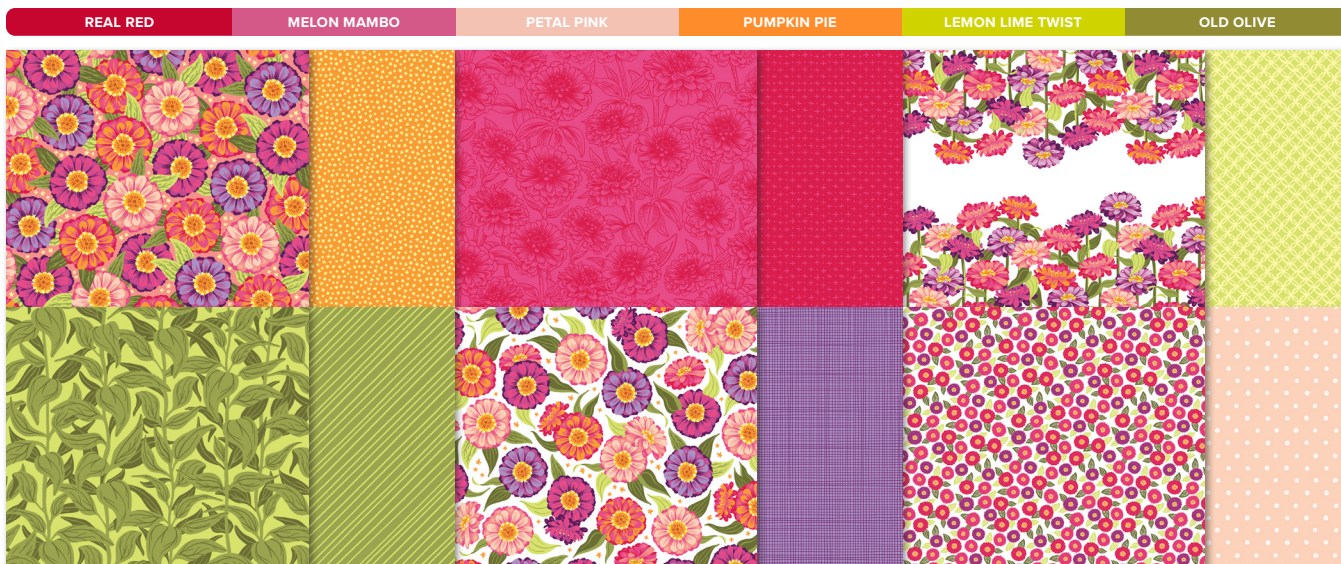 REAL RED
MELON MAMBO
PETAL PINK
PUMPKIN PIE
LEMON LIME TWIST
OLD OLIVE